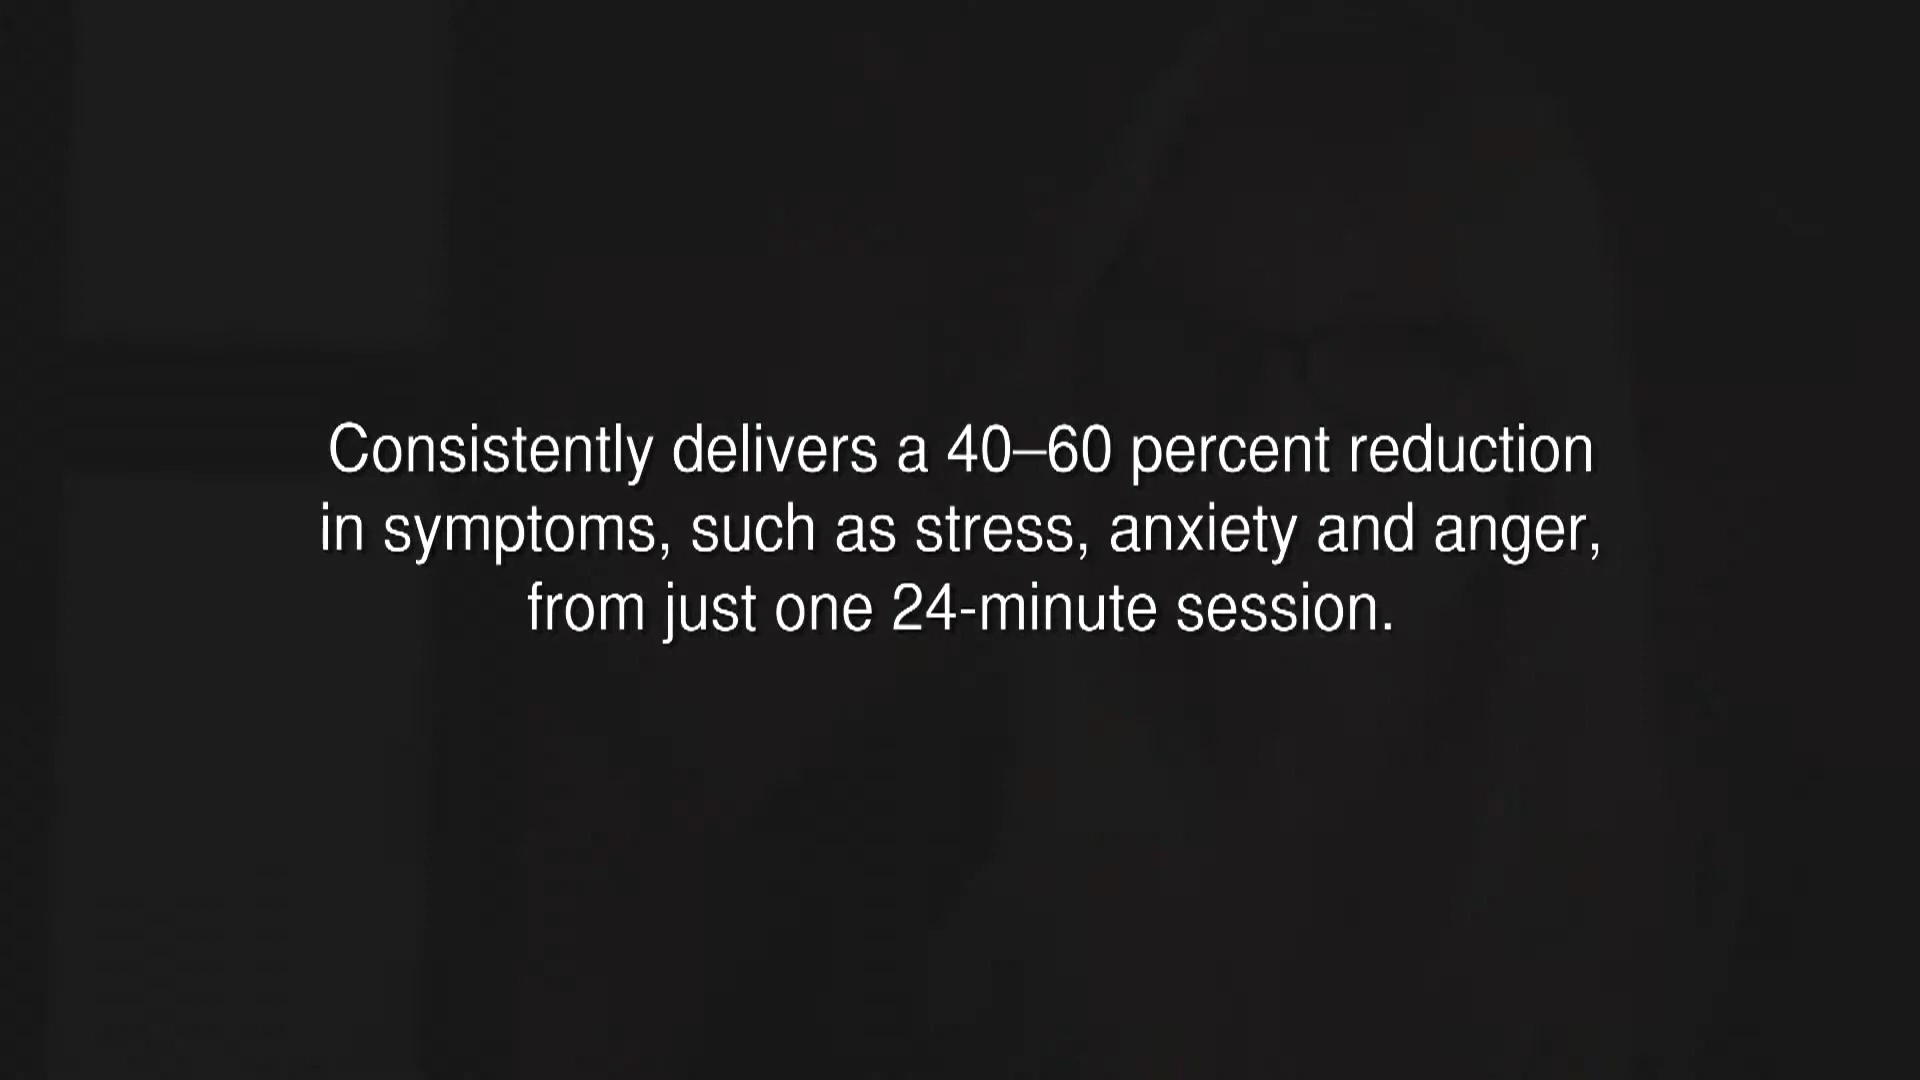 Consistently delivers a 40–60 percent reduction
in symptoms, such as stress, anxiety and anger,
from just one 24-minute session.